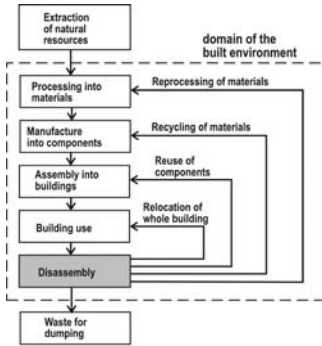 Extraction
of natural
resources
domain of the
built environment
Processing into
materials
Reprocessing of materials
Manufacture
into components
Recycling of materials
Assembly into
buildings
Reuse of
components
Relocation of
whole building
Building use
Disassembly
Waste for
dumping